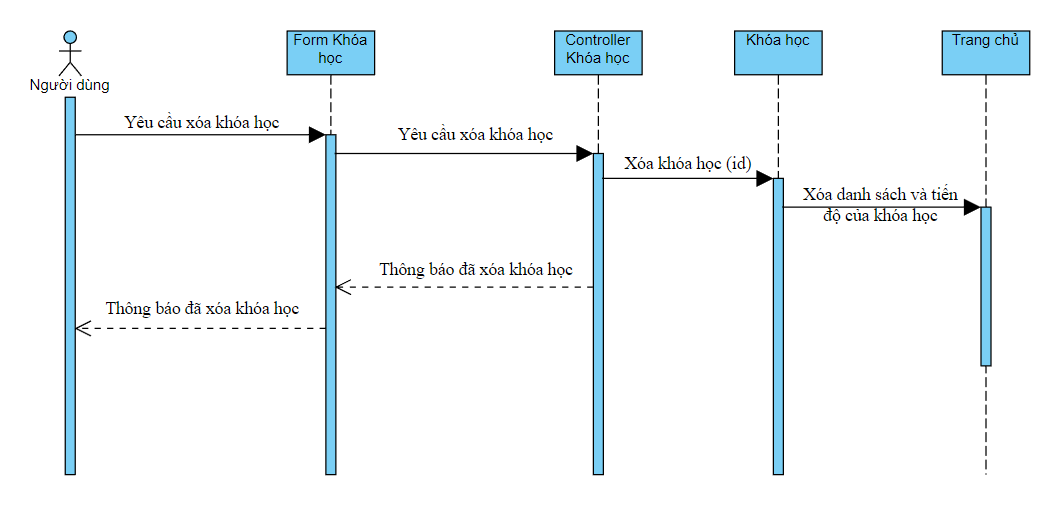 Người dùng
Form Khóa
học
Controller
Khóa học
Khóa học
Trang chủ
Yêu cầu xóa khóa học
Yêu cầu xóa khóa học
Xóa khóa học (id)
Xóa danh sách và tiến
độ của khóa học
Thông báo đã xóa khóa học
Thông báo đã xóa khóa học